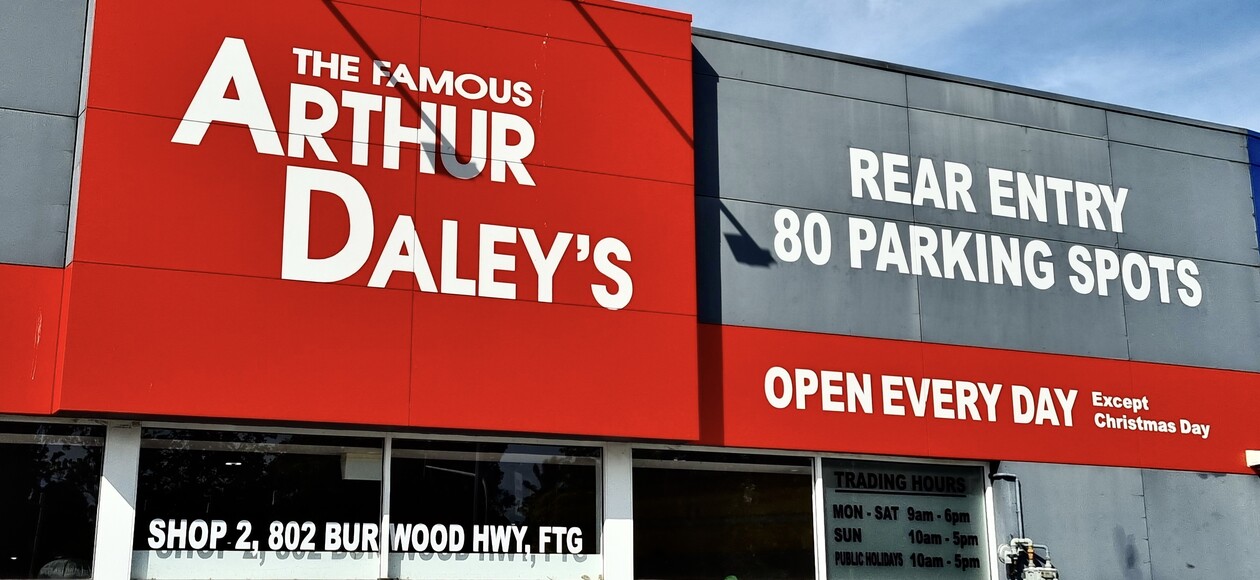 THE FAMOUS
ARTHUR
DALEY'S
REAR ENTRY
80 PARKING SPOTS
OPEN EVERY DAY Except
Christmas Day
SHOP 2, 802 BURWOOD HWY, FTG
TRADING HOURS
MON - SAT 9am - 6pm
SUN 10am - 5pm
PUBLIC HOLIDAYS 10am - 5pm